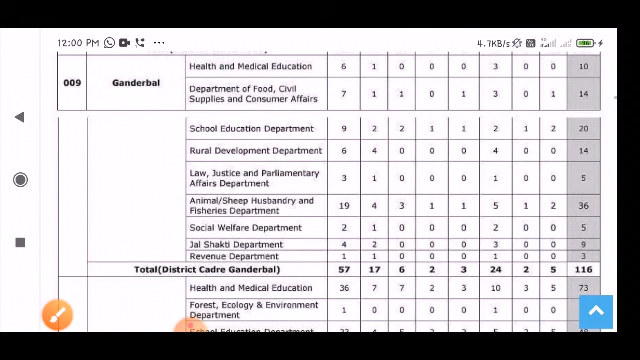 12:00 PM ... 4.7KB/s
Health and Medical Education 6 1 0 0 0 3 0 0 10
009 Ganderbal
Department of Food, Civil Supplies and Consumer Affairs 7 1 1 0 1 3 0 1 14
School Education Department 9 2 2 1 1 2 1 2 20
Rural Development Department 6 4 0 0 0 4 0 0 14
Law, Justice and Parliamentary Affairs Department 3 1 0 0 0 1 0 0 5
Animal/Sheep Husbandry and Fisheries Department 19 4 3 1 1 5 1 2 36
Social Welfare Department 2 1 0 0 0 2 0 0 5
Jal Shakti Department 4 2 0 0 0 3 0 0 9
Revenue Department 1 1 0 0 0 1 0 0 3
Total(District Cadre Ganderbal) 57 17 6 2 3 24 2 5 116
Health and Medical Education 36 7 7 2 3 10 3 5 73
Forest, Ecology & Environment Department 1 0 0 0 0 1 0 0
School Education Department